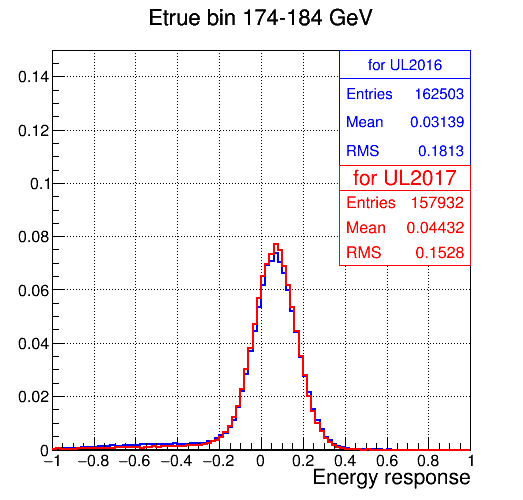 Etrue bin 174-184 GeV
for UL2016
Entries 162503
Mean 0.03139
RMS 0.1813
for UL2017
Entries 157932
Mean 0.04432
RMS 0.1528
0.14
0.12
0.1
0.08
0.06
0.04
0.02
0
−1 −0.8 −0.6 −0.4 −0.2 0 0.2 0.4 0.6 0.8 1
Energy response